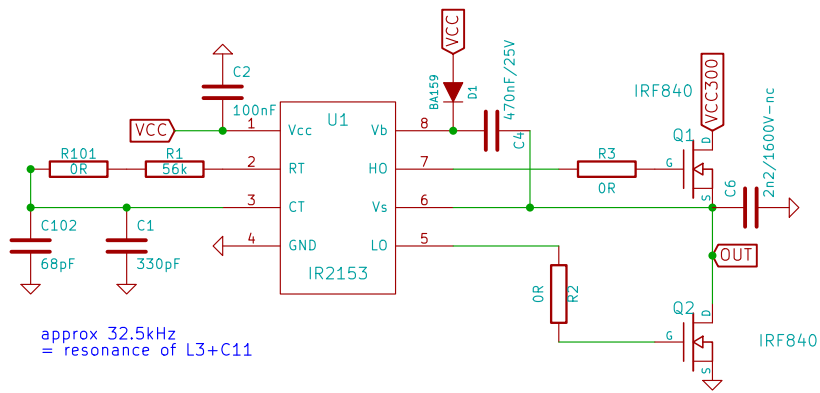 VCC
C2
100nF
VCC
BA159
D1
470nF/25V
C4
IRF840
VCC300
Q1
D
G
S
2n2/1600V-nc
C6
U1
1
Vcc
Vb
8
R101
0R
R1
56k
2
RT
HO
7
R3
0R
3
CT
Vs
6
C102
68pF
C1
330pF
4
GND
LO
5
IR2153
0R
R2
OUT
Q2
D
G
S
IRF840
approx 32.5kHz
= resonance of L3+C11